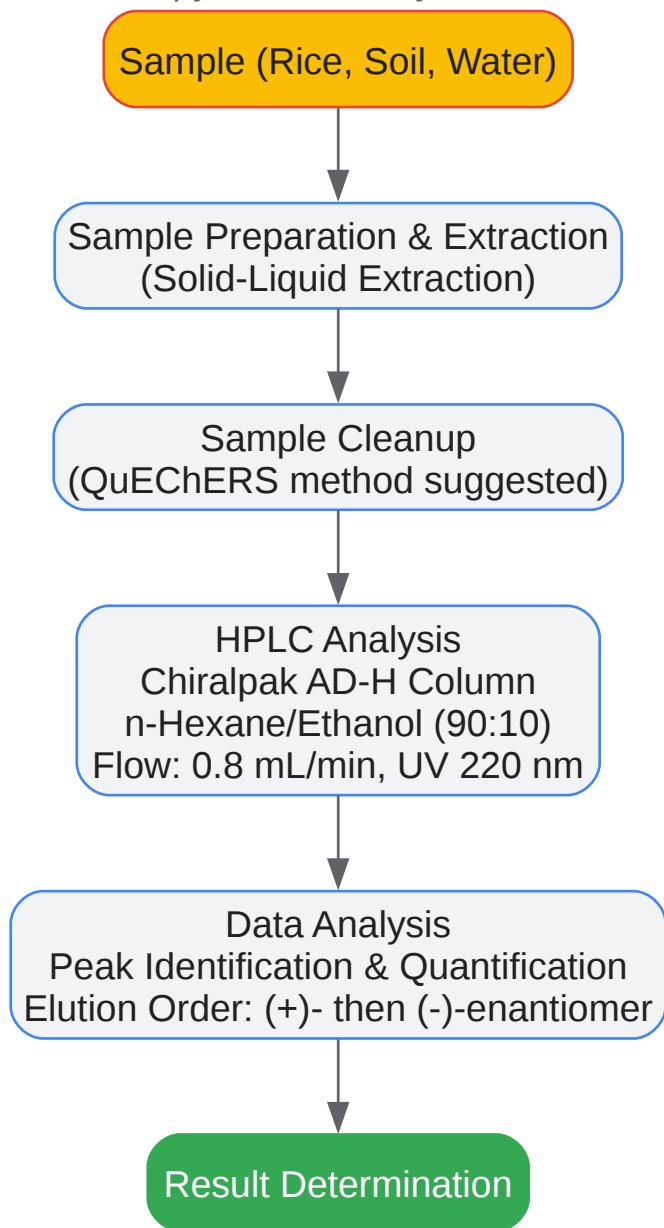 Sample (Rice, Soil, Water)
Sample Preparation & Extraction
(Solid-Liquid Extraction)
Sample Cleanup
(QuEChERS method suggested)
HPLC Analysis
Chiralpak AD-H Column
n-Hexane/Ethanol (90:10)
Flow: 0.8 mL/min, UV 220 nm
Data Analysis
Peak Identification & Quantification
Elution Order: (+)- then (-)-enantiomer
Result Determination